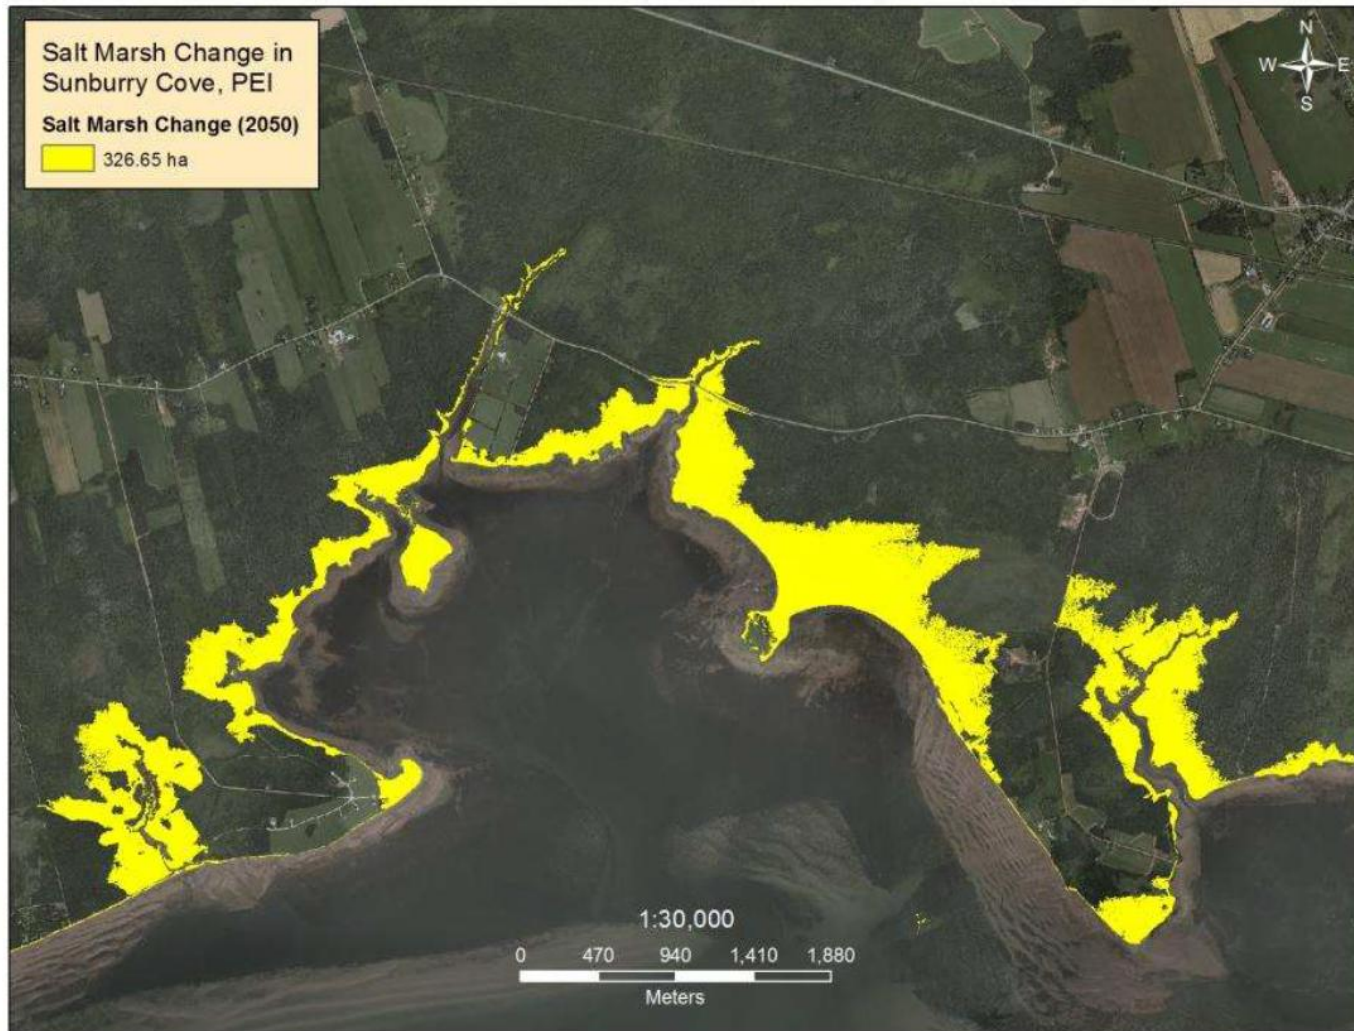 Salt Marsh Change in
Sunburry Cove, PEI
Salt Marsh Change (2050)
326.65 ha
N
W E
S
1:30,000
0 470 940 1,410 1,880
Meters